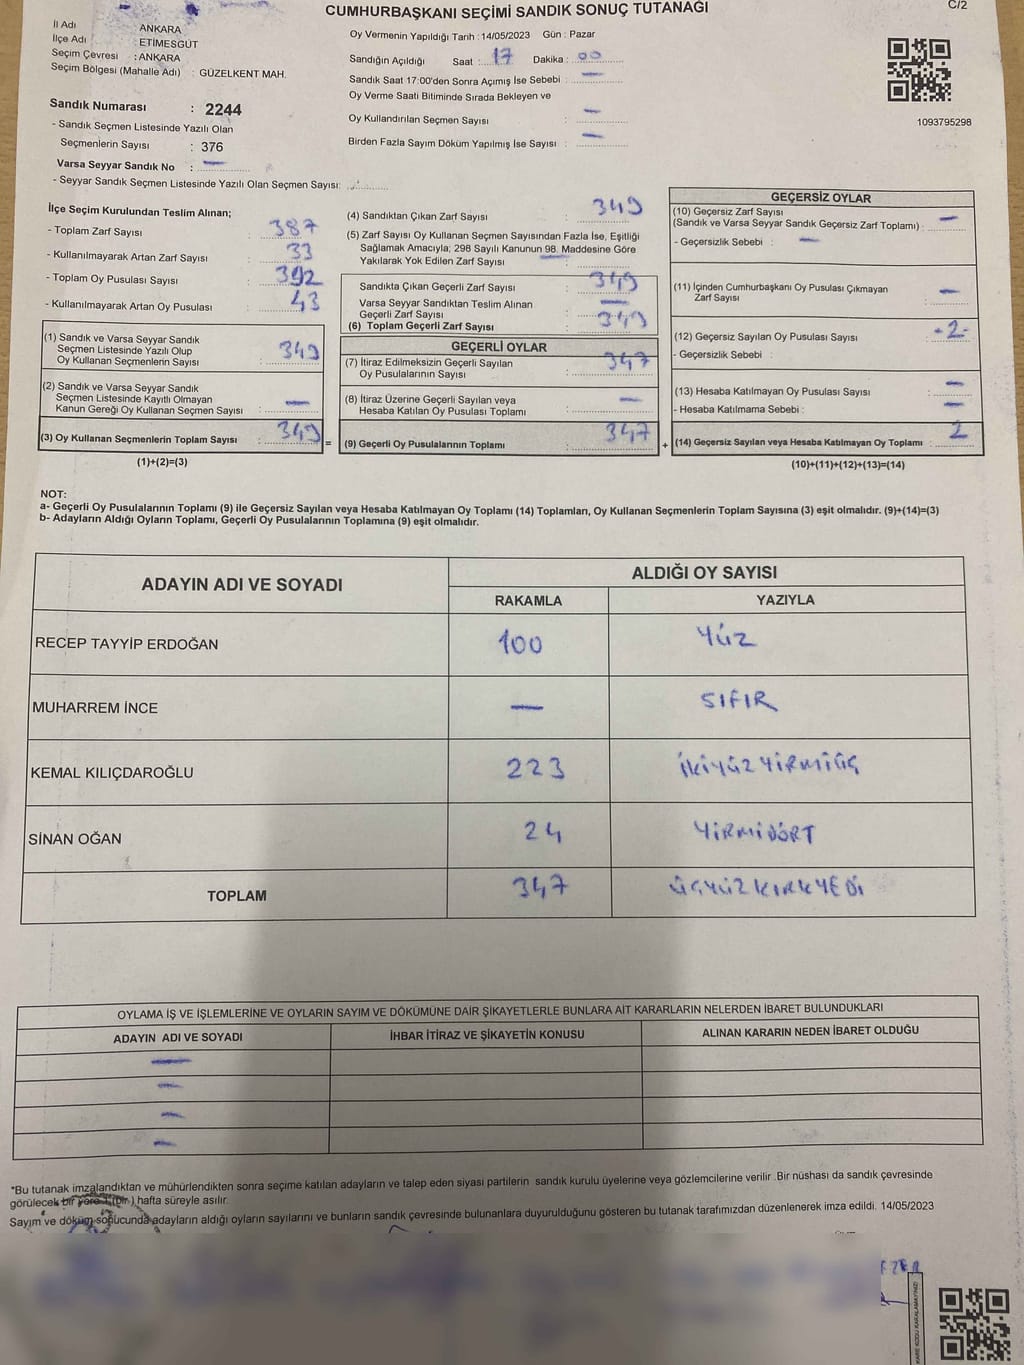 CUMHURBAŞKANI SEÇİMİ SANDIK SONUÇ TUTANAĞI
C/2
İl Adı ANKARA
İlçe Adı : ETİMESGUT
Seçim Çevresi : ANKARA
Seçim Bölgesi (Mahalle Adı) : GÜZELKENT MAH.
Oy Vermenin Yapıldığı Tarih : 14/05/2023 Gün : Pazar
Sandığın Açıldığı Saat : 17 Dakika : 00
Sandık Saat 17:00'den Sonra Açımış İse Sebebi : —
Oy Verme Saati Bitiminde Sırada Bekleyen ve
Oy Kullandırılan Seçmen Sayısı —
Birden Fazla Sayım Döküm Yapılmış İse Sayısı : —
1093795298
Sandık Numarası : 2244
- Sandık Seçmen Listesinde Yazılı Olan
Seçmenlerin Sayısı : 376
Varsa Seyyar Sandık No : —
- Seyyar Sandık Seçmen Listesinde Yazılı Olan Seçmen Sayısı:
İlçe Seçim Kurulundan Teslim Alınan;
- Toplam Zarf Sayısı : 387
- Kullanılmayarak Artan Zarf Sayısı : 33
- Toplam Oy Pusulası Sayısı : 392
- Kullanılmayarak Artan Oy Pusulası : 43
(1) Sandık ve Varsa Seyyar Sandık
Seçmen Listesinde Yazılı Olup
Oy Kullanan Seçmenlerin Sayısı : 349
(2) Sandık ve Varsa Seyyar Sandık
Seçmen Listesinde Kayıtlı Olmayan
Kanun Gereği Oy Kullanan Seçmen Sayısı : —
(3) Oy Kullanan Seçmenlerin Toplam Sayısı : 349
(1)+(2)=(3)
=
(4) Sandıktan Çıkan Zarf Sayısı : 349
(5) Zarf Sayısı Oy Kullanan Seçmen Sayısından Fazla İse, Eşitliği
Sağlamak Amacıyla; 298 Sayılı Kanunun 98. Maddesine Göre
Yakılarak Yok Edilen Zarf Sayısı : —
Sandıkta Çıkan Geçerli Zarf Sayısı : 349
Varsa Seyyar Sandıktan Teslim Alınan
Geçerli Zarf Sayısı : —
(6) Toplam Geçerli Zarf Sayısı : 349
GEÇERLİ OYLAR
(7) İtiraz Edilmeksizin Geçerli Sayılan
Oy Pusulalarının Sayısı : 347
(8) İtiraz Üzerine Geçerli Sayılan veya
Hesaba Katılan Oy Pusulası Toplamı : —
(9) Geçerli Oy Pusulalarının Toplamı : 347
+
GEÇERSİZ OYLAR
(10) Geçersiz Zarf Sayısı
(Sandık ve Varsa Seyyar Sandık Geçersiz Zarf Toplamı) : —
- Geçersizlik Sebebi : —
(11) İçinden Cumhurbaşkanı Oy Pusulası Çıkmayan
Zarf Sayısı : —
(12) Geçersiz Sayılan Oy Pusulası Sayısı : -2-
- Geçersizlik Sebebi :
(13) Hesaba Katılmayan Oy Pusulası Sayısı : —
- Hesaba Katılmama Sebebi : —
(14) Geçersiz Sayılan veya Hesaba Katılmayan Oy Toplamı : 2
(10)+(11)+(12)+(13)=(14)
NOT:
a- Geçerli Oy Pusulalarının Toplamı (9) ile Geçersiz Sayılan veya Hesaba Katılmayan Oy Toplamı (14) Toplamları, Oy Kullanan Seçmenlerin Toplam Sayısına (3) eşit olmalıdır. (9)+(14)=(3)
b- Adayların Aldığı Oyların Toplamı, Geçerli Oy Pusulalarının Toplamına (9) eşit olmalıdır.
ADAYIN ADI VE SOYADI ALDIĞI OY SAYISI
RAKAMLA YAZIYLA
RECEP TAYYİP ERDOĞAN 100 YÜZ
MUHARREM İNCE — SIFIR
KEMAL KILIÇDAROĞLU 223 İKİYÜZYİRMİÜÇ
SİNAN OĞAN 24 YİRMİDÖRT
TOPLAM 347 ÜÇYÜZKIRKYEDİ
OYLAMA İŞ VE İŞLEMLERİNE VE OYLARIN SAYIM VE DÖKÜMÜNE DAİR ŞİKAYETLERLE BUNLARA AİT KARARLARIN NELERDEN İBARET BULUNDUKLARI
ADAYIN ADI VE SOYADI İHBAR İTİRAZ VE ŞİKAYETİN KONUSU ALINAN KARARIN NEDEN İBARET OLDUĞU
—
—
—
—
*Bu tutanak imzalandıktan ve mühürlendikten sonra seçime katılan adayların ve talep eden siyasi partilerin sandık kurulu üyelerine veya gözlemcilerine verilir. Bir nüshası da sandık çevresinde
görülecek bir yere 1 (bir ) hafta süreyle asılır.
Sayım ve döküm sonucunda adayların aldığı oyların sayılarını ve bunların sandık çevresinde bulunanlara duyurulduğunu gösteren bu tutanak tarafımızdan düzenlenerek imza edildi. 14/05/2023